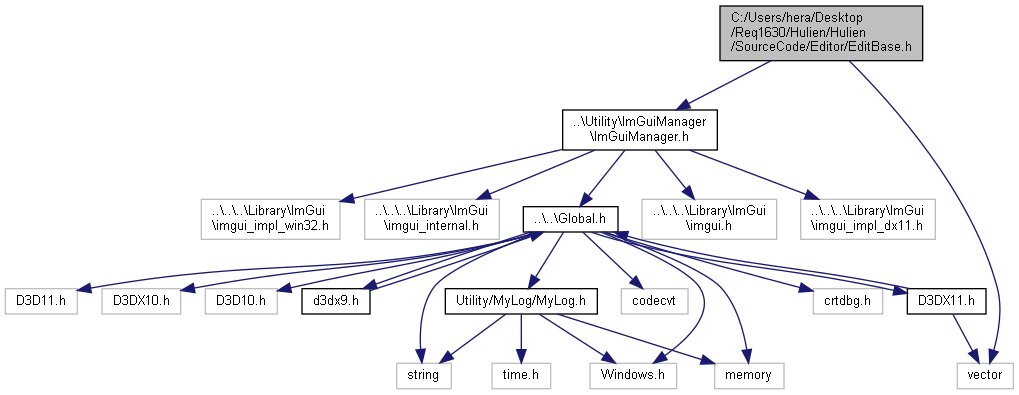 C:/Users/hera/Desktop
/Req1630/Hulien/Hulien
/SourceCode/Editor/EditBase.h
..\Utility\ImGuiManager
\ImGuiManager.h
..\..\..\Library\ImGui
\imgui_impl_win32.h
..\..\..\Library\ImGui
\imgui_internal.h
..\..\Global.h
..\..\..\Library\ImGui
\imgui.h
..\..\..\Library\ImGui
\imgui_impl_dx11.h
D3D11.h
D3DX10.h
D3D10.h
d3dx9.h
Utility/MyLog/MyLog.h
codecvt
crtdbg.h
D3DX11.h
string
time.h
Windows.h
memory
vector